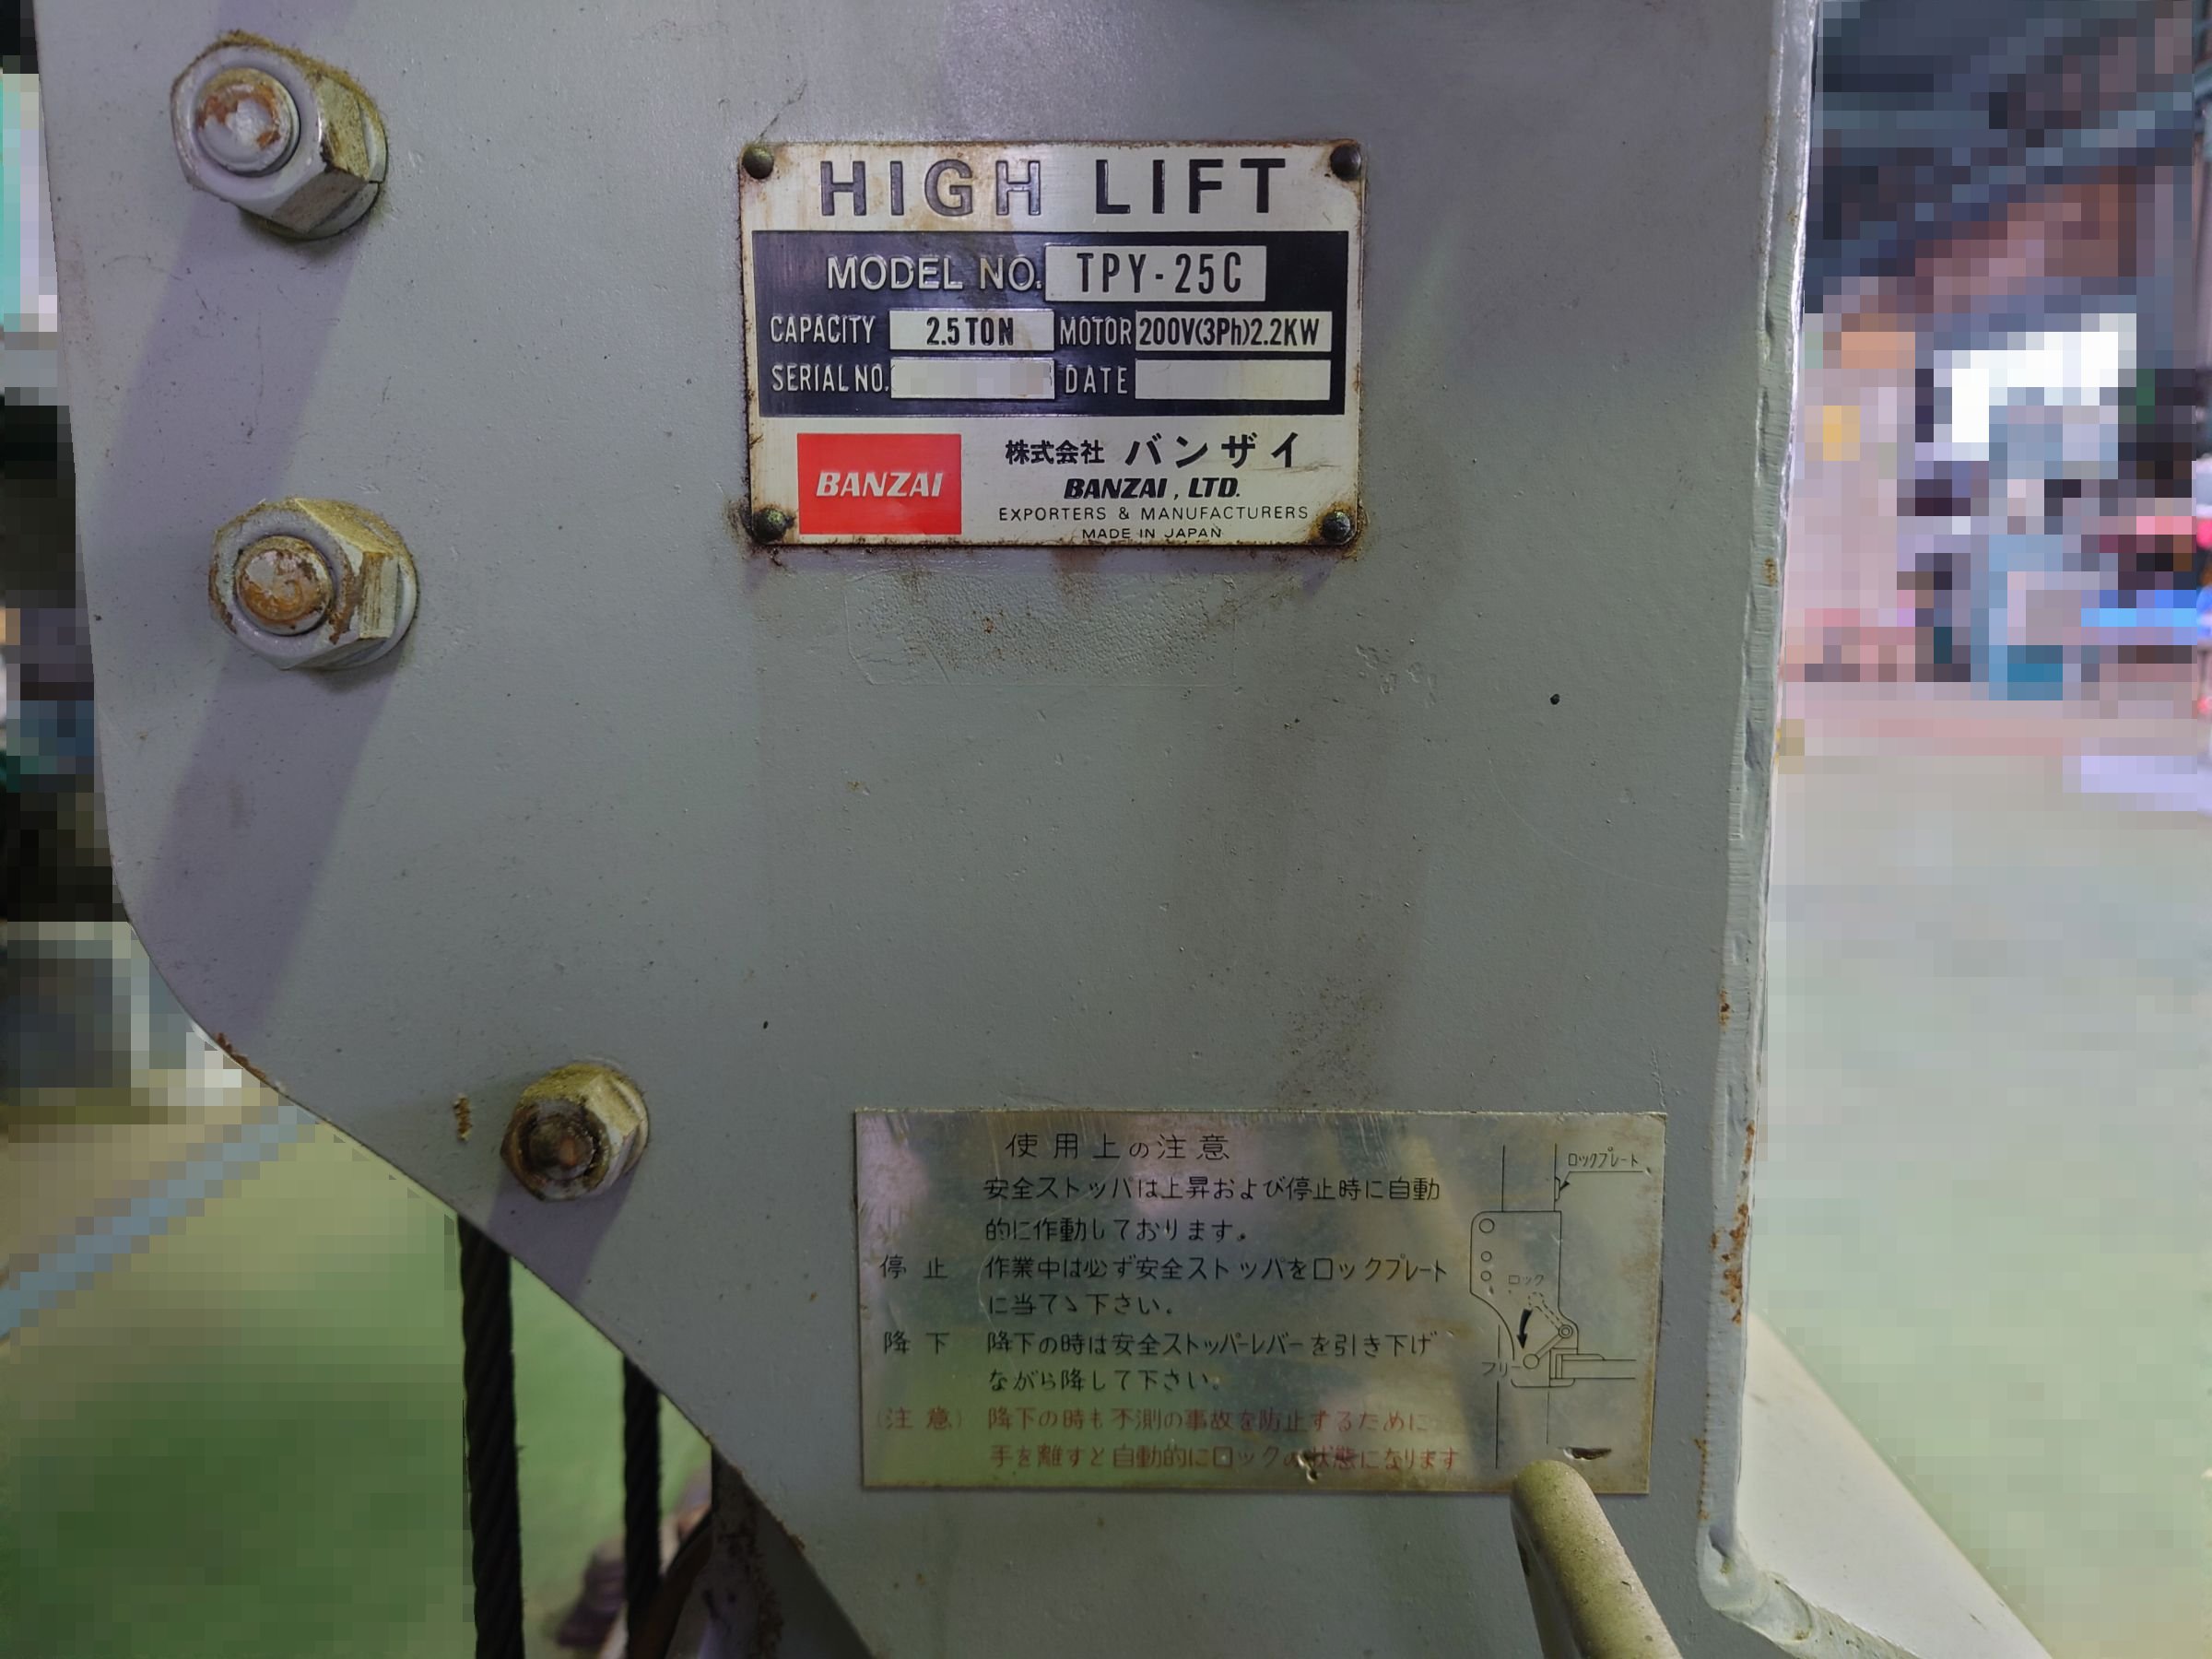 HIGH LIFT
MODEL NO. TPY-25C
CAPACITY 2.5TON MOTOR 200V(3Ph)2.2KW
SERIAL NO. DATE
BANZAI
株式会社 バンザイ
BANZAI, LTD.
EXPORTERS & MANUFACTURERS
MADE IN JAPAN
使用上の注意
安全ストッパは上昇および停止時に自動
的に作動しております。
停止 作業中は必ず安全ストッパをロックプレート
に当てゝ下さい。
降下 降下の時は安全ストッパーレバーを引き下げ
ながら降して下さい。
(注意) 降下の時も不測の事故を防止するために
手を離すと自動的にロックの状態になります
ロックプレート
ロック
フリー